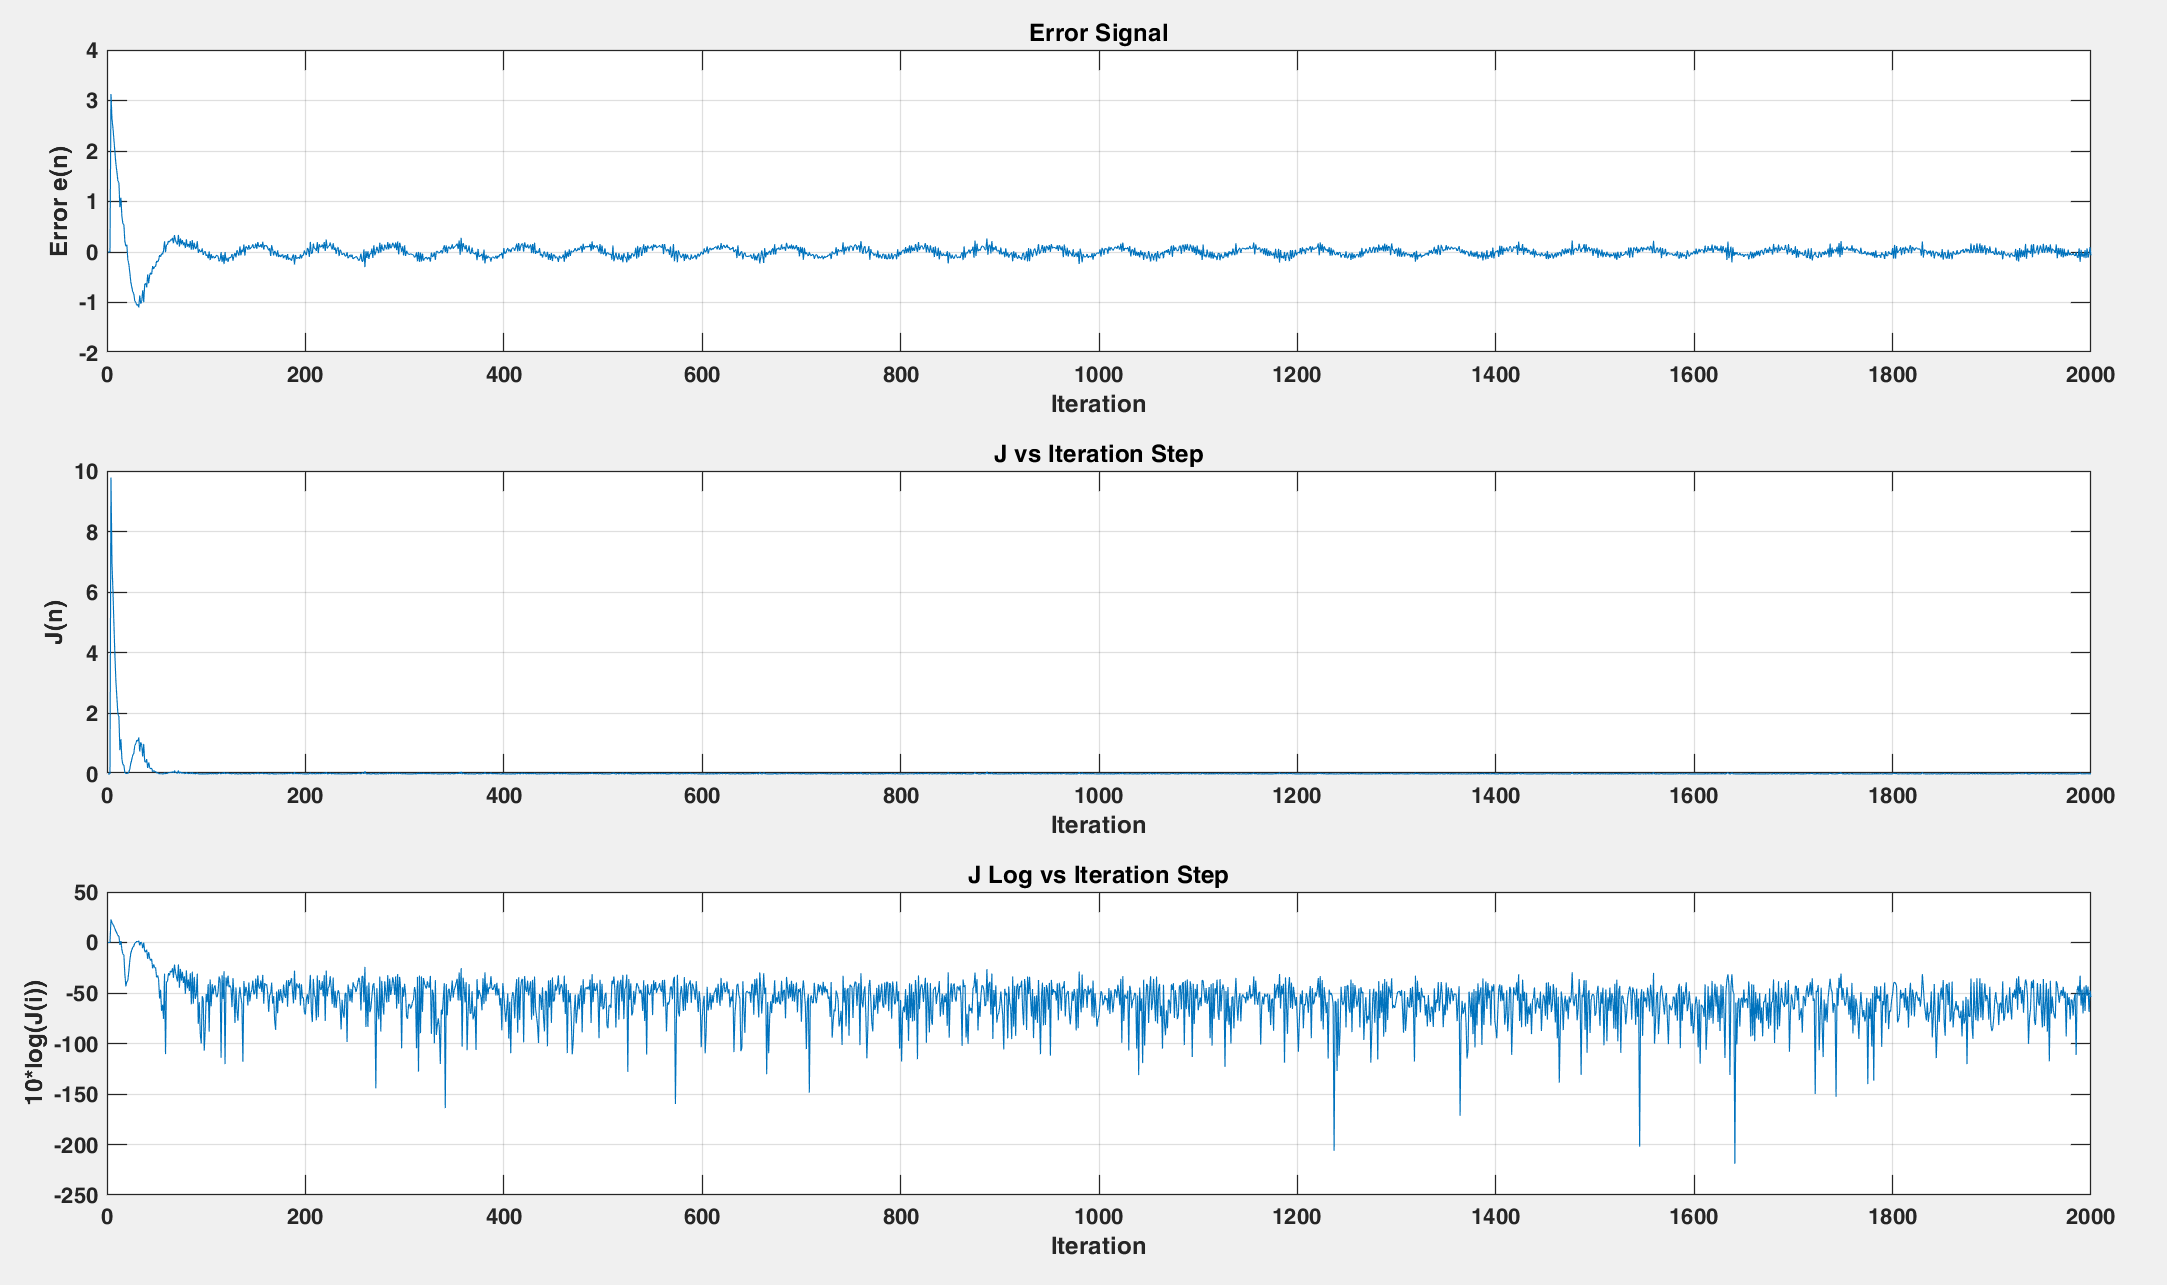 Error Signal
4
3
2
1
0
-1
-2
Error e(n)
0 200 400 600 800 1000 1200 1400 1600 1800 2000
Iteration
J vs Iteration Step
10
8
6
4
2
0
J(n)
0 200 400 600 800 1000 1200 1400 1600 1800 2000
Iteration
J Log vs Iteration Step
50
0
-50
-100
-150
-200
-250
10*log(J(i))
0 200 400 600 800 1000 1200 1400 1600 1800 2000
Iteration